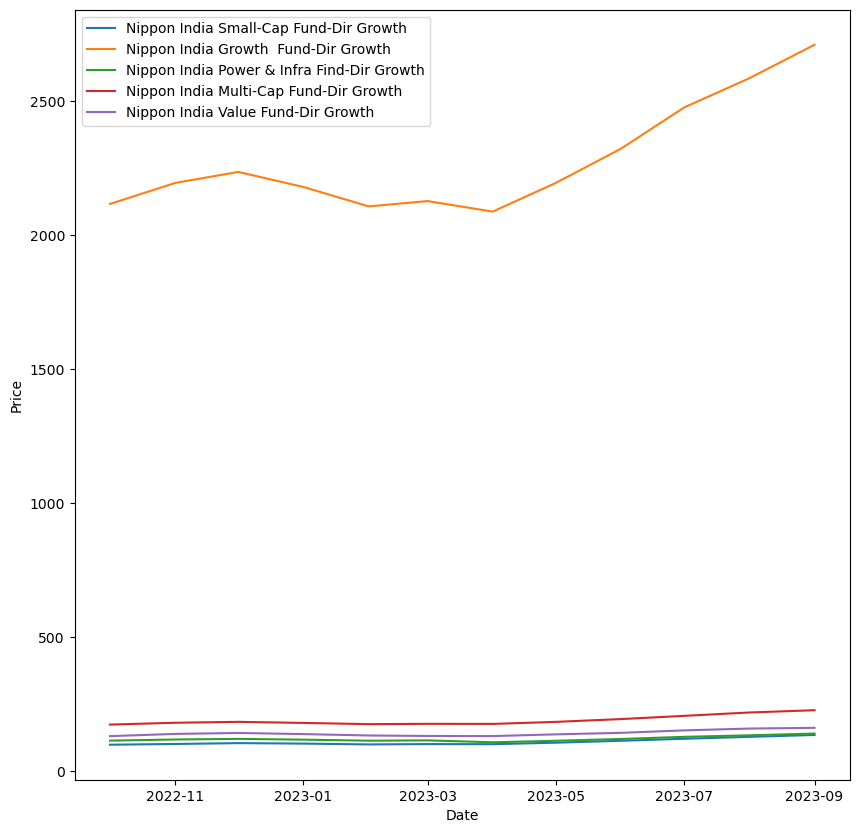 Nippon India Small-Cap Fund-Dir Growth
Nippon India Growth  Fund-Dir Growth
Nippon India Power & Infra Find-Dir Growth
Nippon India Multi-Cap Fund-Dir Growth
Nippon India Value Fund-Dir Growth
2500
2000
1500
1000
500
0
Price
2022-11 2023-01 2023-03 2023-05 2023-07 2023-09
Date